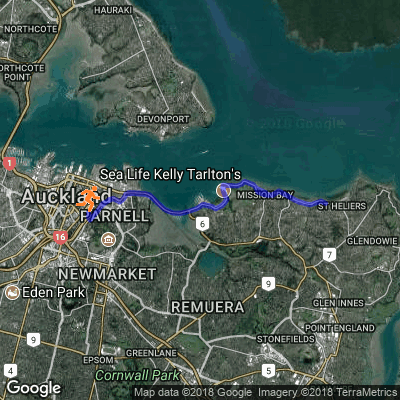 HAURAKI
NORTHCOTE
NORTHCOTE
POINT
DEVONPORT
©2018 Google
1
Sea Life Kelly Tarlton's
Auckland
MISSION BAY
ST HELIERS
PARNELL
6
16
GLENDOWIE
7
NEWMARKET
Eden Park
REMUERA
GLEN INNES
POINT ENGLAND
9
9
STONEFIELDS
EPSOM
GREENLANE
4
Cornwall Park
5
Google
Map data ©2018 Google Imagery ©2018 TerraMetrics